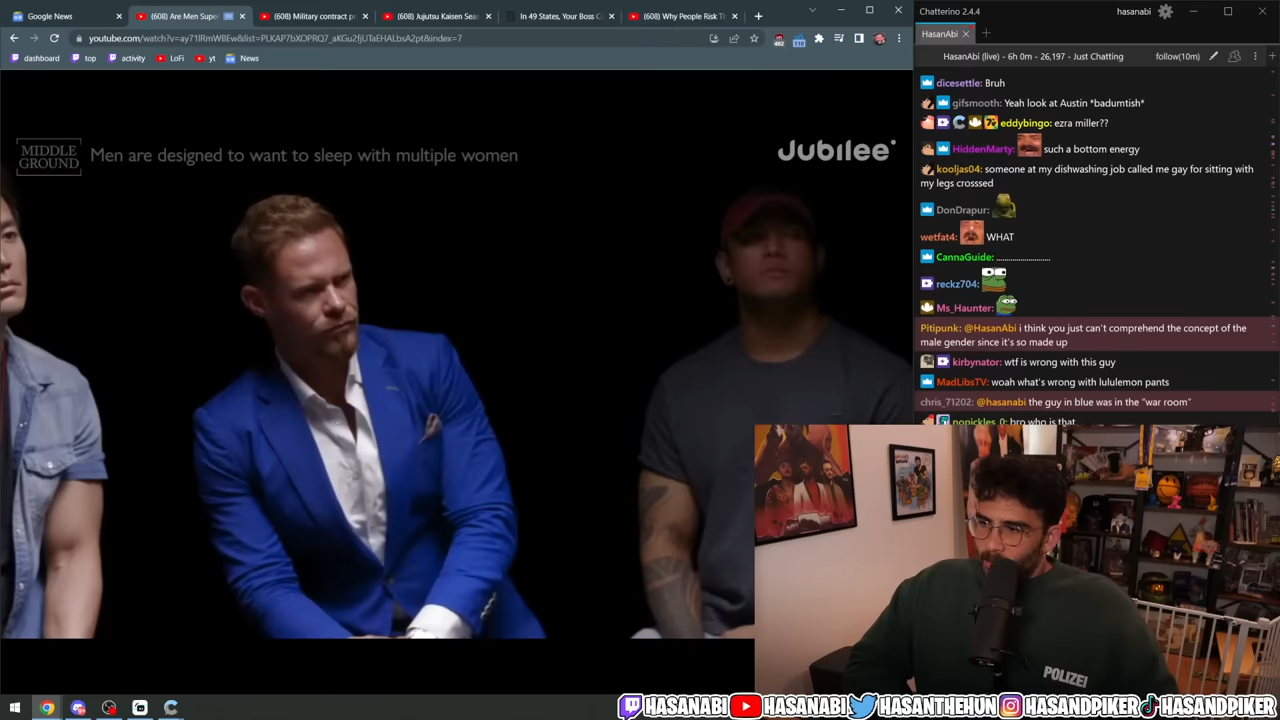 Google News
(608) Are Men Supe
(608) Military contract p
(608) Jujutsu Kaisen Sea
In 49 States, Your Boss C
(608) Why People Risk Th
youtube.com/watch?v=ay71IRmWBEw&list=PLKAP7bXOPRQ7_aKGu2fjUTaEHALbsA2pt&index=7
dashboard
top
activity
LoFi
yt
News
MIDDLE
GROUND
Men are designed to want to sleep with multiple women
Jubilee
Chatterino 2.4.4
hasanabi
HasanAbi
HasanAbi (live) - 6h 0m - 26,197 - Just Chatting
follow(10m)
dicesettle: Bruh
gifsmooth: Yeah look at Austin *badumtish*
eddybingo: ezra miller??
HiddenMarty: such a bottom energy
kooljas04: someone at my dishwashing job called me gay for sitting with
my legs crosssed
DonDrapur:
wetfat4: WHAT
CannaGuide: ..........................
reckz704:
Ms_Haunter:
Pitipunk: @HasanAbi i think you just can't comprehend the concept of the
male gender since it's so made up
kirbynator: wtf is wrong with this guy
MadLibsTV: woah what's wrong with lululemon pants
chris_71202: @hasanabi the guy in blue was in the "war room"
nopickles_0: bro who is that
POLIZEI
HASANABI
HASANABI
HASANTHEHUN
HASANDPIKER
HASANDPIKER